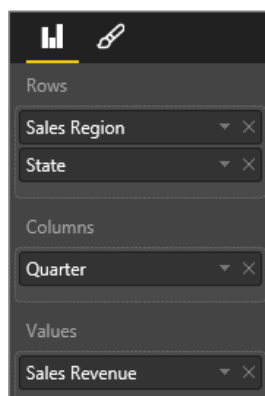 Rows
Sales Region
State
Columns
Quarter
Values
Sales Revenue